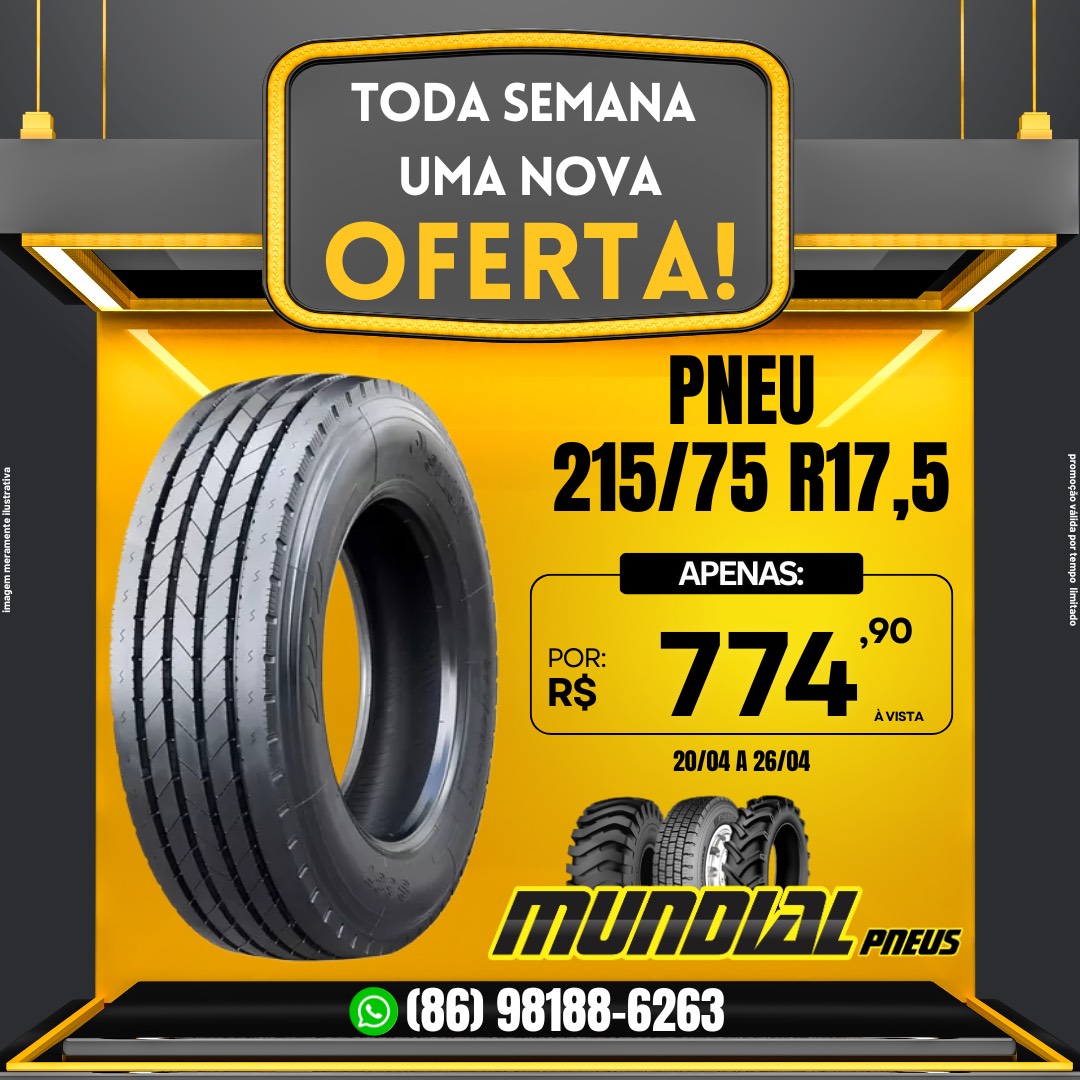 TODA SEMANA
UMA NOVA
OFERTA!
PNEU
215/75 R17,5
APENAS:
POR:
R$ 774,90
À VISTA
20/04 A 26/04
MUNDIAL PNEUS
(86) 98188-6263
imagem meramente ilustrativa
promoção válida por tempo limitado